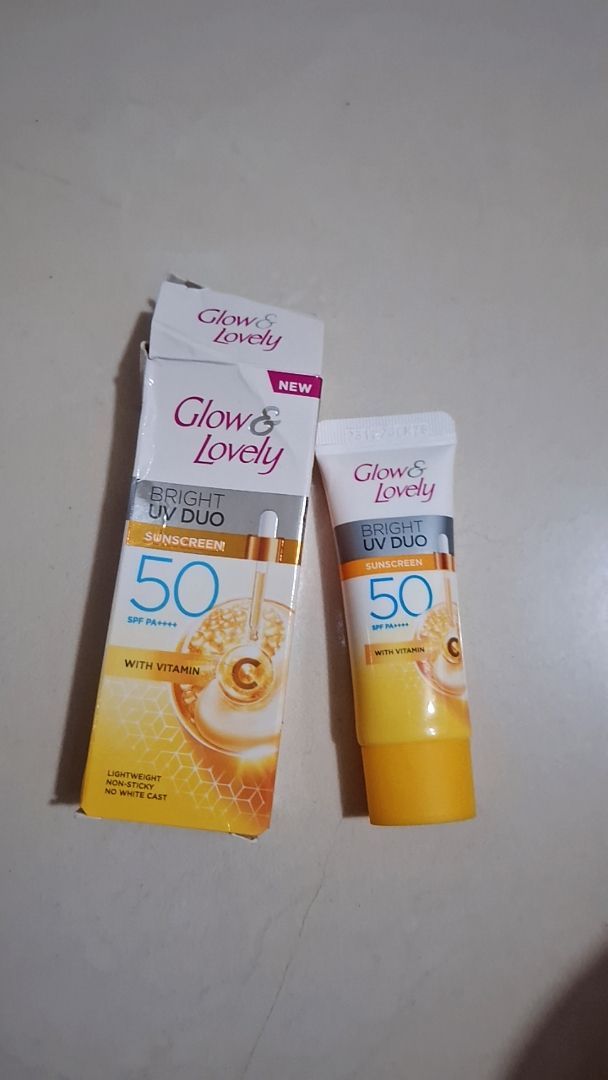 Glow &
Lovely
NEW
Glow &
Lovely
BRIGHT
UV DUO
SUNSCREEN
50
SPF PA++++
WITH VITAMIN C
LIGHTWEIGHT
NON-STICKY
NO WHITE CAST
Glow &
Lovely
BRIGHT
UV DUO
SUNSCREEN
50
SPF PA++++
WITH VITAMIN C